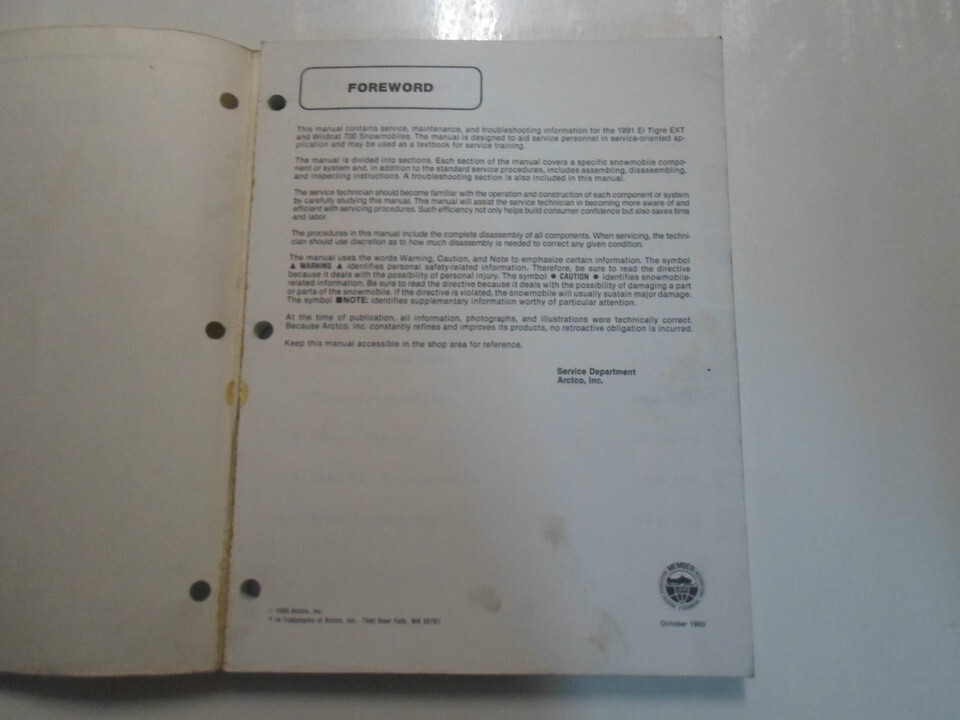 FOREWORD
This manual contains service, maintenance, and troubleshooting information for the 1991 El Tigre EXT
and Wildcat 700 Snowmobiles. The manual is designed to aid service personnel in service-oriented ap-
plication and may be used as a textbook for service training.
The manual is divided into sections. Each section of the manual covers a specific snowmobile compo-
nent or system and, in addition to the standard service procedures, includes assembling, disassembling,
and inspecting instructions. A troubleshooting section is also included in this manual.
The service technician should become familiar with the operation and construction of each component or system
by carefully studying this manual. This manual will assist the service technician in becoming more aware of and
efficient with servicing procedures. Such efficiency not only helps build consumer confidence but also saves time
and labor.
The procedures in this manual include the complete disassembly of all components. When servicing, the techni-
cian should use discretion as to how much disassembly is needed to correct any given condition.
The manual uses the words Warning, Caution, and Note to emphasize certain information. The symbol
▲ WARNING ▲ identifies personal safety-related information. Therefore, be sure to read the directive
because it deals with the possibility of personal injury. The symbol ● CAUTION ● identifies snowmobile-
related information. Be sure to read the directive because it deals with the possibility of damaging a part
or parts of the snowmobile. If the directive is violated, the snowmobile will usually sustain major damage.
The symbol ■NOTE: identifies supplementary information worthy of particular attention.
At the time of publication, all information, photographs, and illustrations were technically correct.
Because Arctco, Inc. constantly refines and improves its products, no retroactive obligation is incurred.
Keep this manual accessible in the shop area for reference.
Service Department
Arctco, Inc.
MEMBER
© 1990 Arctco, Inc.
Trademarks of Arctco, Inc., Thief River Falls, MN 56701
October 1990